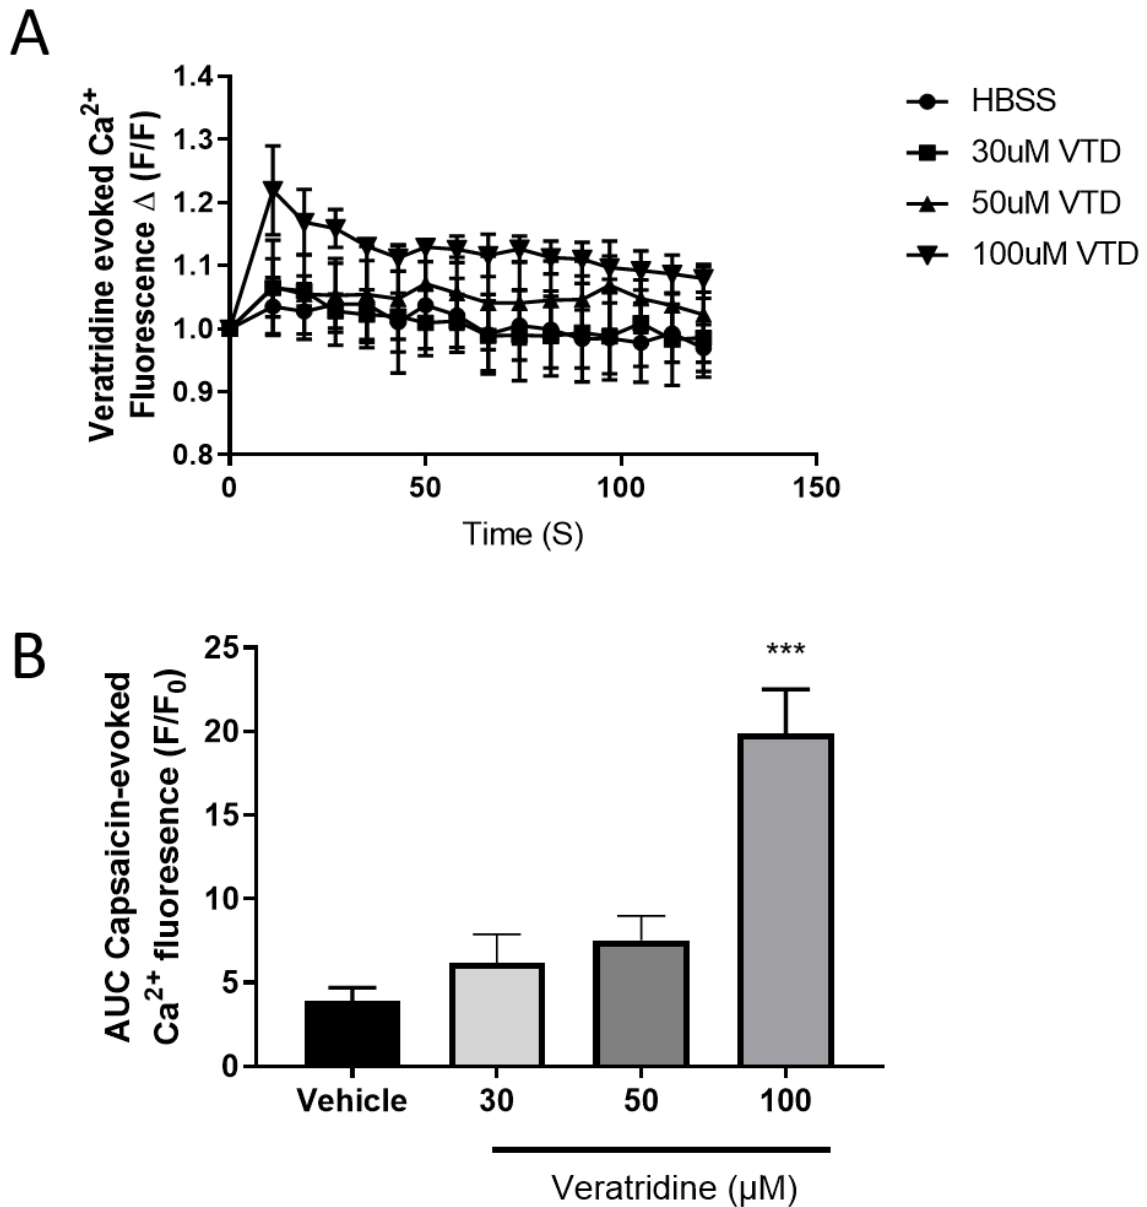 A
Veratridine evoked Ca²⁺
Fluorescence Δ (F/F)
1.4
1.3
1.2
1.1
1.0
0.9
0.8
0
50
100
150
Time (S)
HBSS
30uM VTD
50uM VTD
100uM VTD
B
AUC Capsaicin-evoked
Ca²⁺ fluoresence (F/F₀)
25
20
15
10
5
0
***
Vehicle
30
50
100
Veratridine (µM)